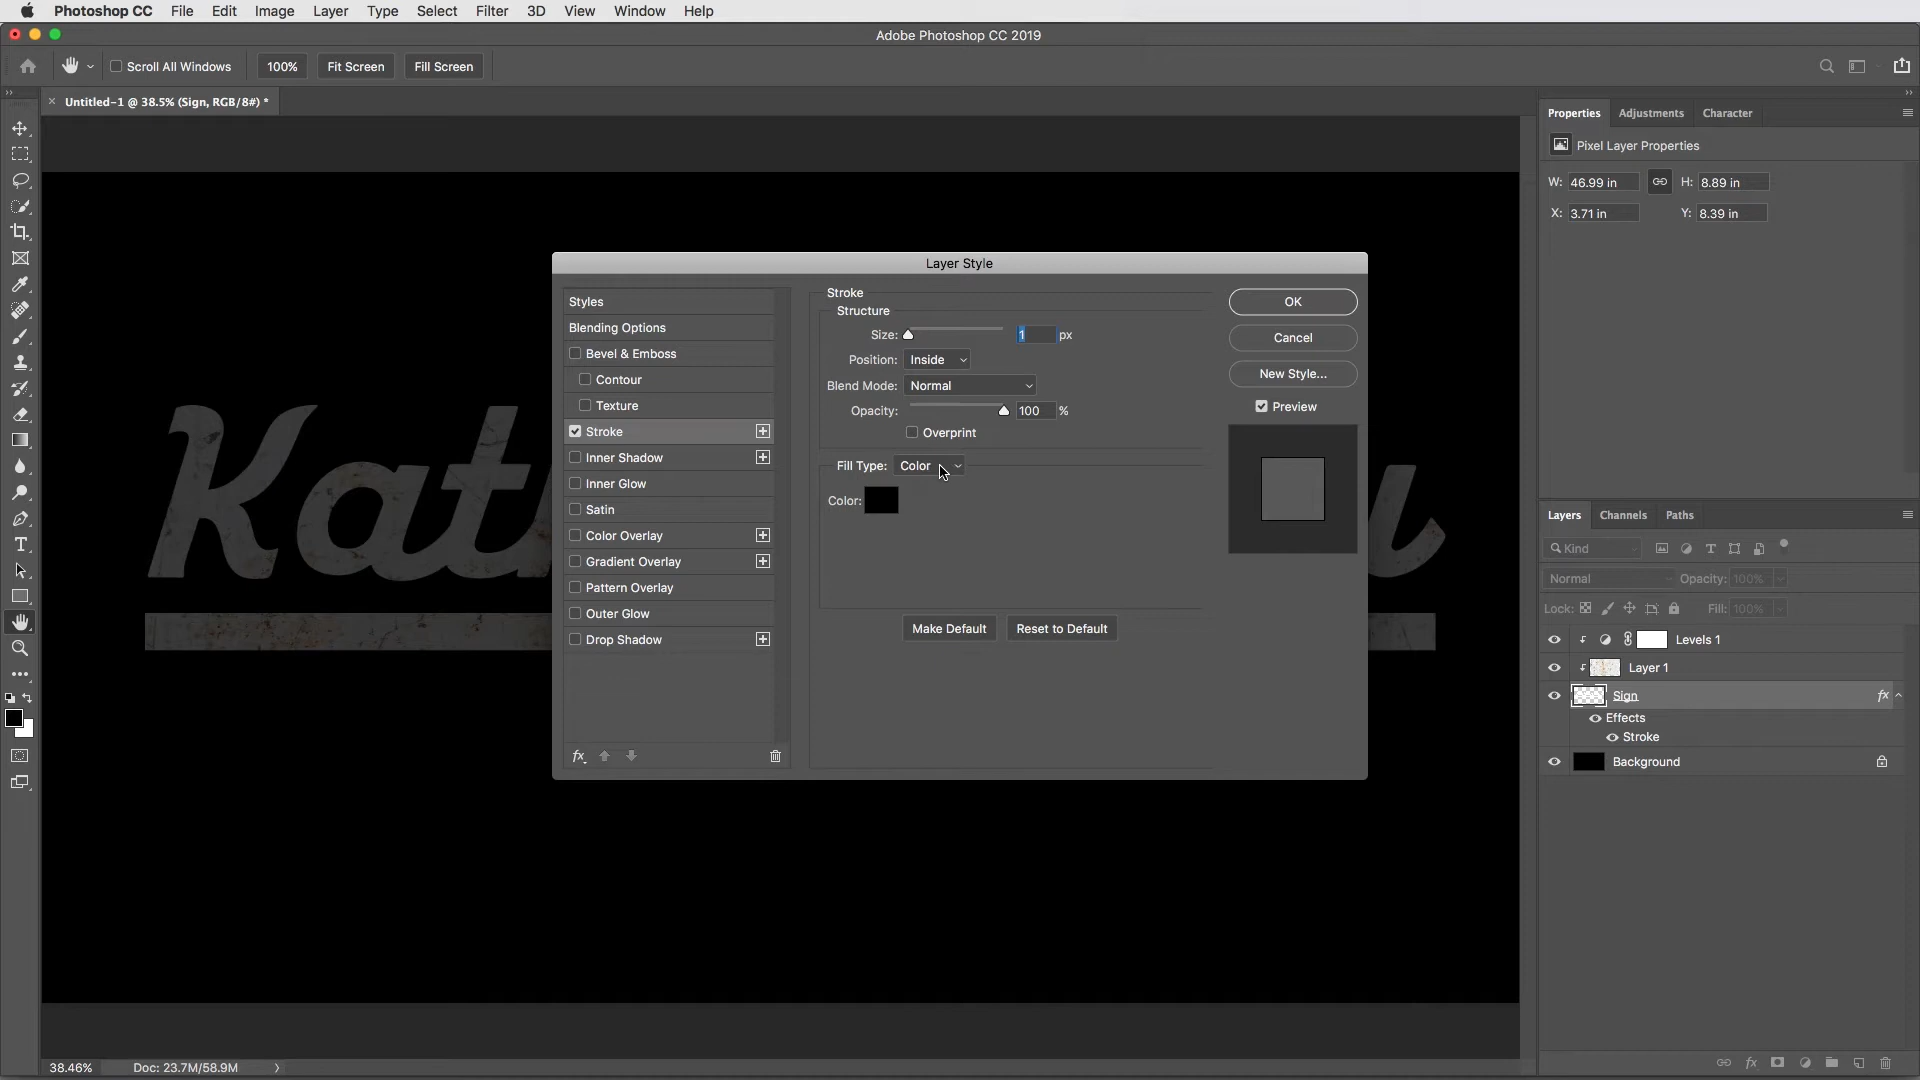 Photoshop CC File Edit Image Layer Type Select Filter 3D View Window Help
Adobe Photoshop CC 2019
Scroll All Windows 100% Fit Screen Fill Screen
Untitled-1 @ 38.5% (Sign, RGB/8#) *
Properties Adjustments Character
Pixel Layer Properties
W: 46.99 in H: 8.89 in
X: 3.71 in Y: 8.39 in
Layer Style
Styles
Blending Options
Bevel & Emboss
Contour
Texture
Stroke
Inner Shadow
Inner Glow
Satin
Color Overlay
Gradient Overlay
Pattern Overlay
Outer Glow
Drop Shadow
fx
Stroke
Structure
Size: 1 px
Position: Inside
Blend Mode: Normal
Opacity: 100 %
Overprint
Fill Type: Color
Color:
Make Default Reset to Default
OK
Cancel
New Style...
Preview
Layers Channels Paths
Kind
Normal Opacity: 100%
Lock: Fill: 100%
Levels 1
Layer 1
Sign fx
Effects
Stroke
Background
38.46% Doc: 23.7M/58.9M
fx